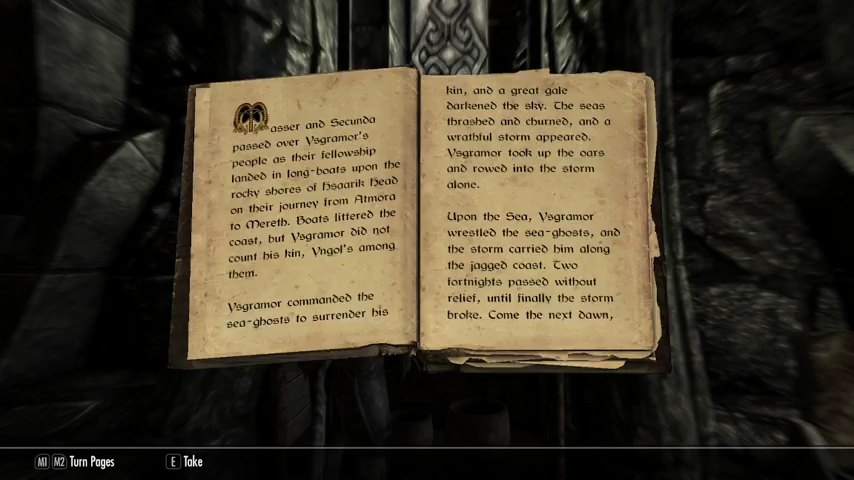 Masser and Secunda
passed over Ysgramor's
people as their fellowship
landed in long-boats upon the
rocky shores of Hsaarik Head
on their journey from Atmora
to Mereth. Boats littered the
coast, but Ysgramor did not
count his kin, Yngol's among
them.
Ysgramor commanded the
sea-ghosts to surrender his
kin, and a great gale
darkened the sky. The seas
thrashed and churned, and a
wrathful storm appeared.
Ysgramor took up the oars
and rowed into the storm
alone.
Upon the Sea, Ysgramor
wrestled the sea-ghosts, and
the storm carried him along
the jagged coast. Two
fortnights passed without
relief, until finally the storm
broke. Come the next dawn,
M1 M2 Turn Pages E Take